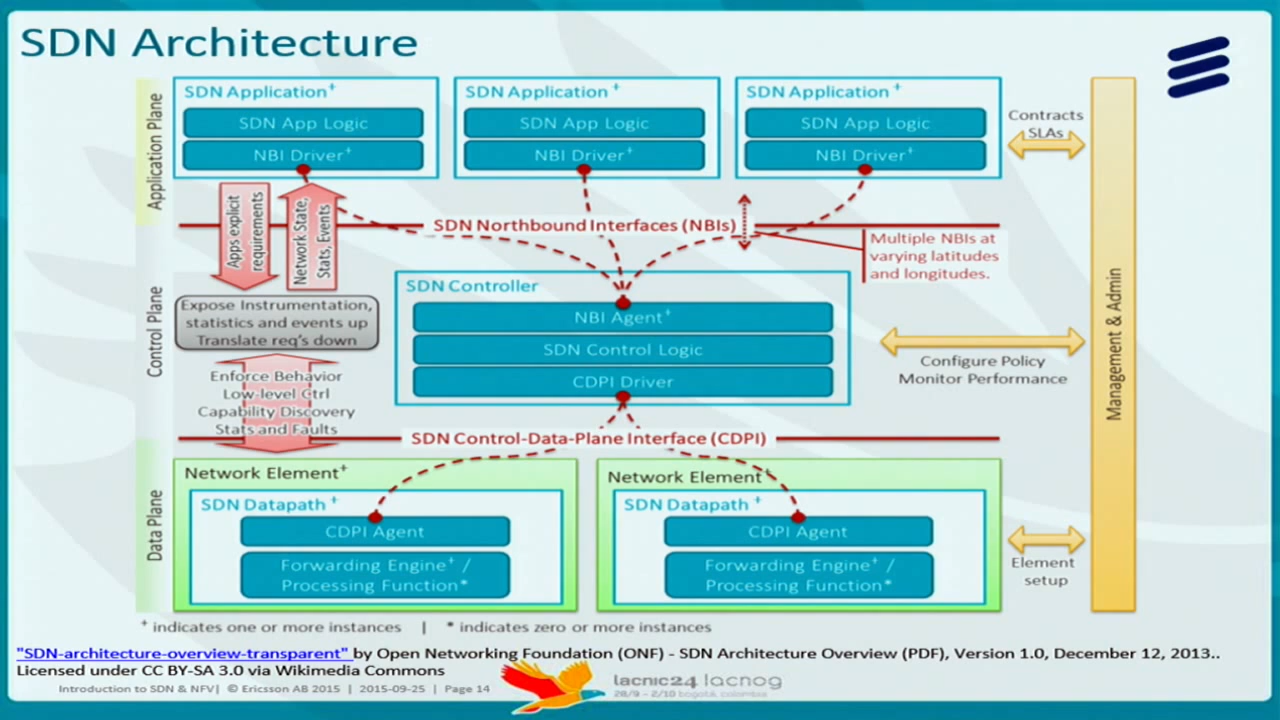 SDN Architecture
Application Plane
SDN Application+
SDN App Logic
NBI Driver+
SDN Application+
SDN App Logic
NBI Driver+
SDN Application+
SDN App Logic
NBI Driver+
Contracts
SLAs
Apps explicit
requirements
Network State,
Stats, Events
SDN Northbound Interfaces (NBIs)
Multiple NBIs at
varying latitudes
and longitudes.
Control Plane
Expose Instrumentation,
statistics and events up
Translate req's down
SDN Controller
NBI Agent+
SDN Control Logic
CDPI Driver
Configure Policy
Monitor Performance
Management & Admin
Enforce Behavior
Low-level Ctrl
Capability Discovery
Stats and Faults
SDN Control-Data-Plane Interface (CDPI)
Data Plane
Network Element+
SDN Datapath+
CDPI Agent
Forwarding Engine+ /
Processing Function*
Network Element+
SDN Datapath+
CDPI Agent
Forwarding Engine+ /
Processing Function*
Element
setup
+ indicates one or more instances | * indicates zero or more instances
"SDN-architecture-overview-transparent" by Open Networking Foundation (ONF) - SDN Architecture Overview (PDF), Version 1.0, December 12, 2013..
Licensed under CC BY-SA 3.0 via Wikimedia Commons
Introduction to SDN & NFV| © Ericsson AB 2015 | 2015-09-25 | Page 14
lacnic24 lacnog
28/9 - 2/10 bogotá, colombia